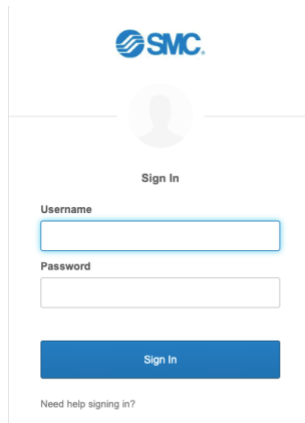 SMC.
Sign In
Username
Password
Sign In
Need help signing in?